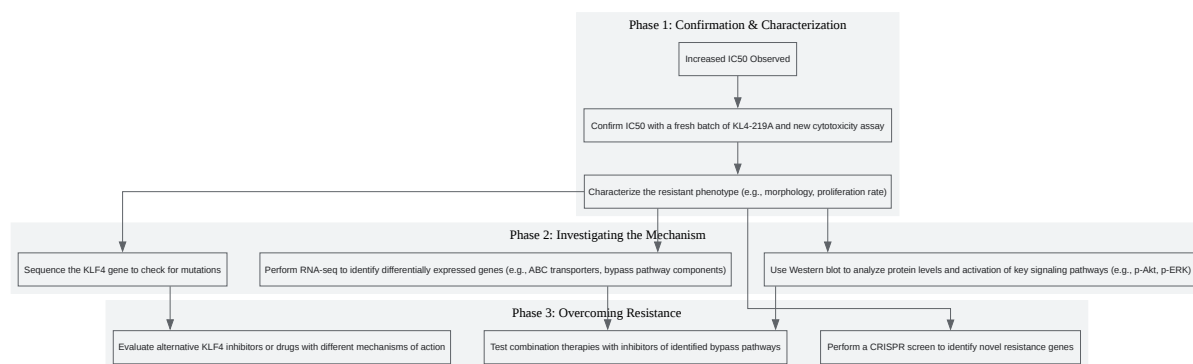 Phase 1: Confirmation & Characterization
Increased IC50 Observed
Confirm IC50 with a fresh batch of KL4-219A and new cytotoxicity assay
Characterize the resistant phenotype (e.g., morphology, proliferation rate)
Phase 2: Investigating the Mechanism
Sequence the KLF4 gene to check for mutations
Perform RNA-seq to identify differentially expressed genes (e.g., ABC transporters, bypass pathway components)
Use Western blot to analyze protein levels and activation of key signaling pathways (e.g., p-Akt, p-ERK)
Phase 3: Overcoming Resistance
Evaluate alternative KLF4 inhibitors or drugs with different mechanisms of action
Test combination therapies with inhibitors of identified bypass pathways
Perform a CRISPR screen to identify novel resistance genes